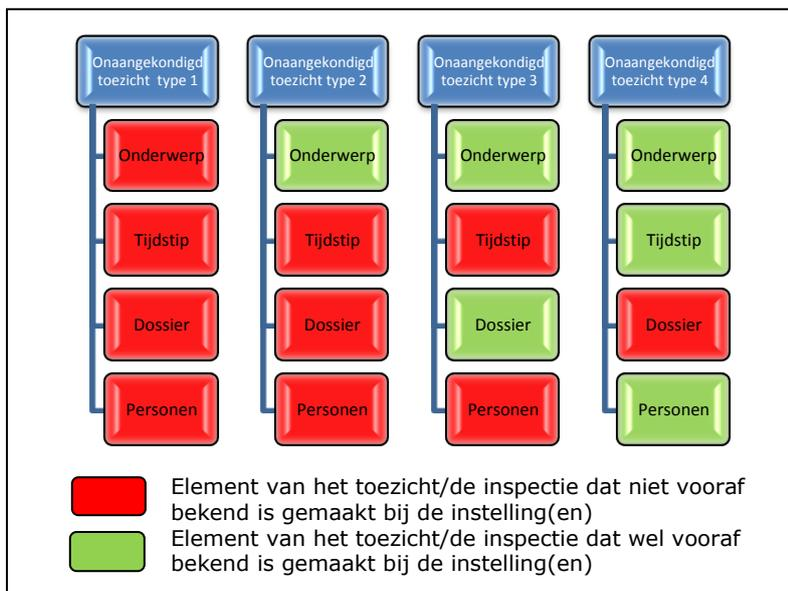 Onaangekondigd
toezicht type 1
Onderwerp
Tijdstip
Dossier
Personen
Onaangekondigd
toezicht type 2
Onderwerp
Tijdstip
Dossier
Personen
Onaangekondigd
toezicht type 3
Onderwerp
Tijdstip
Dossier
Personen
Onaangekondigd
toezicht type 4
Onderwerp
Tijdstip
Dossier
Personen
Element van het toezicht/de inspectie dat niet vooraf
bekend is gemaakt bij de instelling(en)
Element van het toezicht/de inspectie dat wel vooraf
bekend is gemaakt bij de instelling(en)